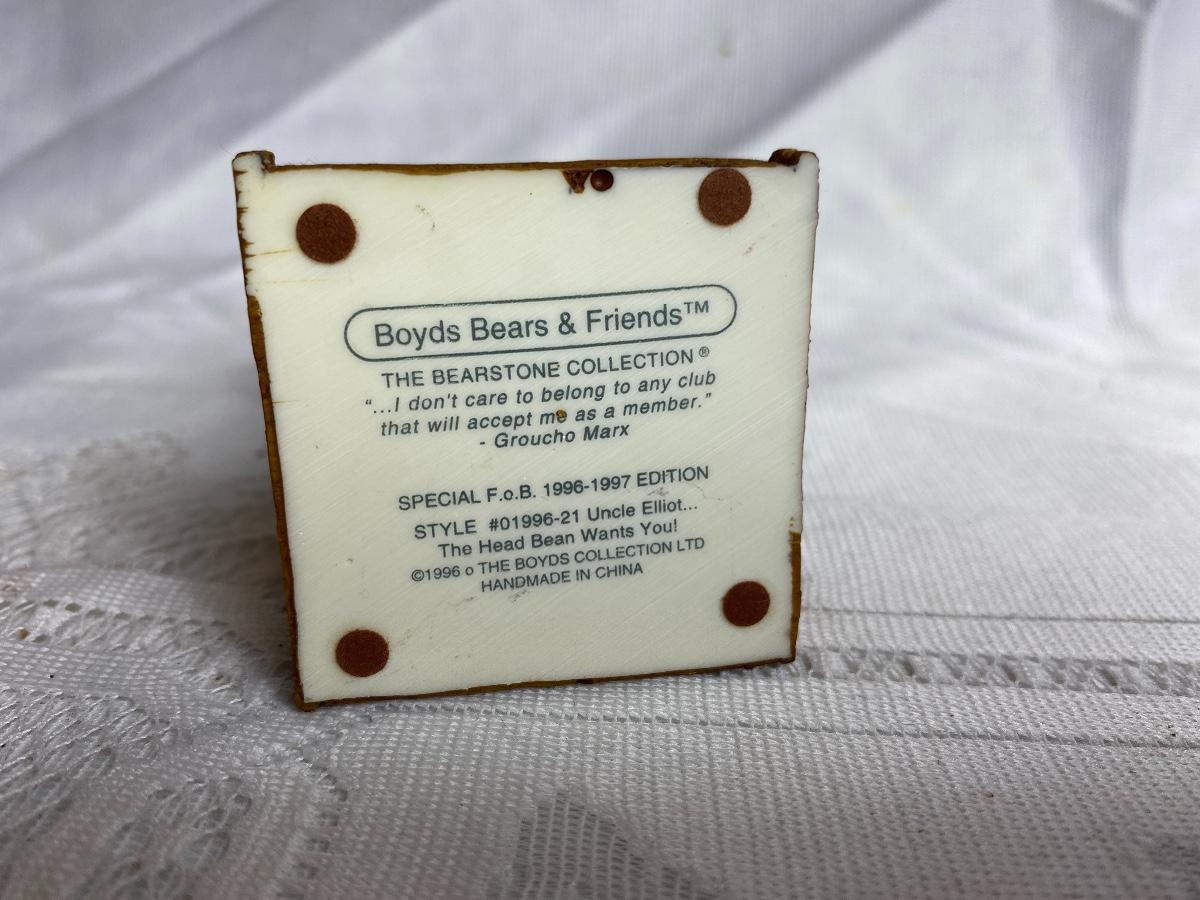 Boyds Bears & Friends™
THE BEARSTONE COLLECTION ®
"...I don't care to belong to any club
that will accept me as a member."
- Groucho Marx
SPECIAL F.o.B. 1996-1997 EDITION
STYLE #01996-21 Uncle Elliot...
The Head Bean Wants You!
©1996 o THE BOYDS COLLECTION LTD
HANDMADE IN CHINA